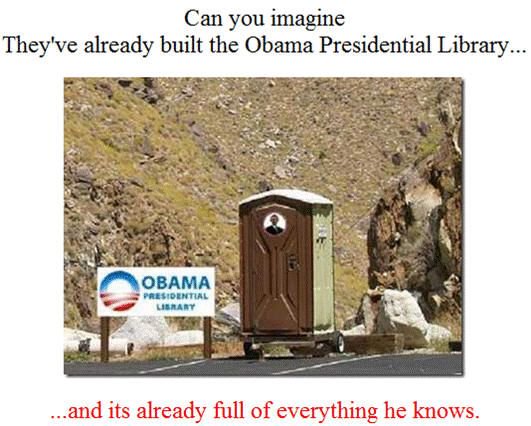 Can you imagine
They've already built the Obama Presidential Library...
OBAMA
PRESIDENTIAL
LIBRARY
...and its already full of everything he knows.